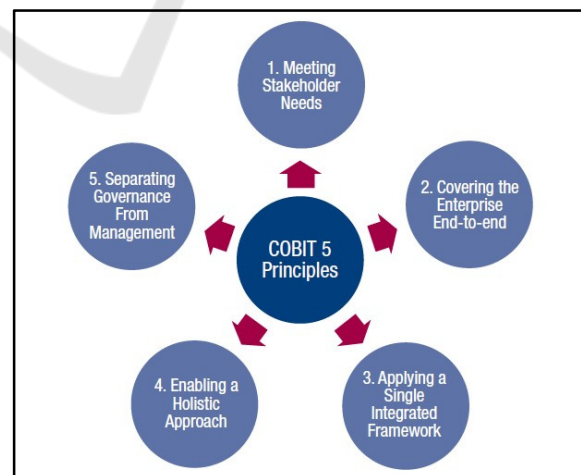 1. Meeting
Stakeholder
Needs
2. Covering the
Enterprise
End-to-end
3. Applying a
Single
Integrated
Framework
4. Enabling a
Holistic
Approach
5. Separating
Governance
From
Management
COBIT 5
Principles